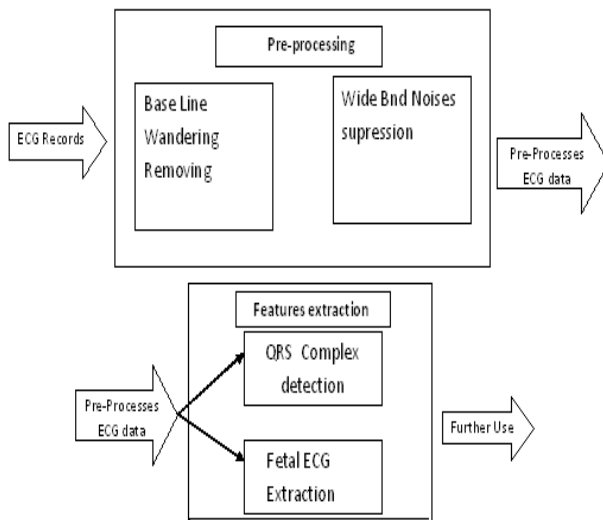 Pre-processing
Base Line
Wandering
Removing
Wide Bnd Noises
supression
ECG Records
Pre-Processes
ECG data
Features extraction
QRS Complex
detection
Pre-Processes
ECG data
Fetal ECG
Extraction
Further Use